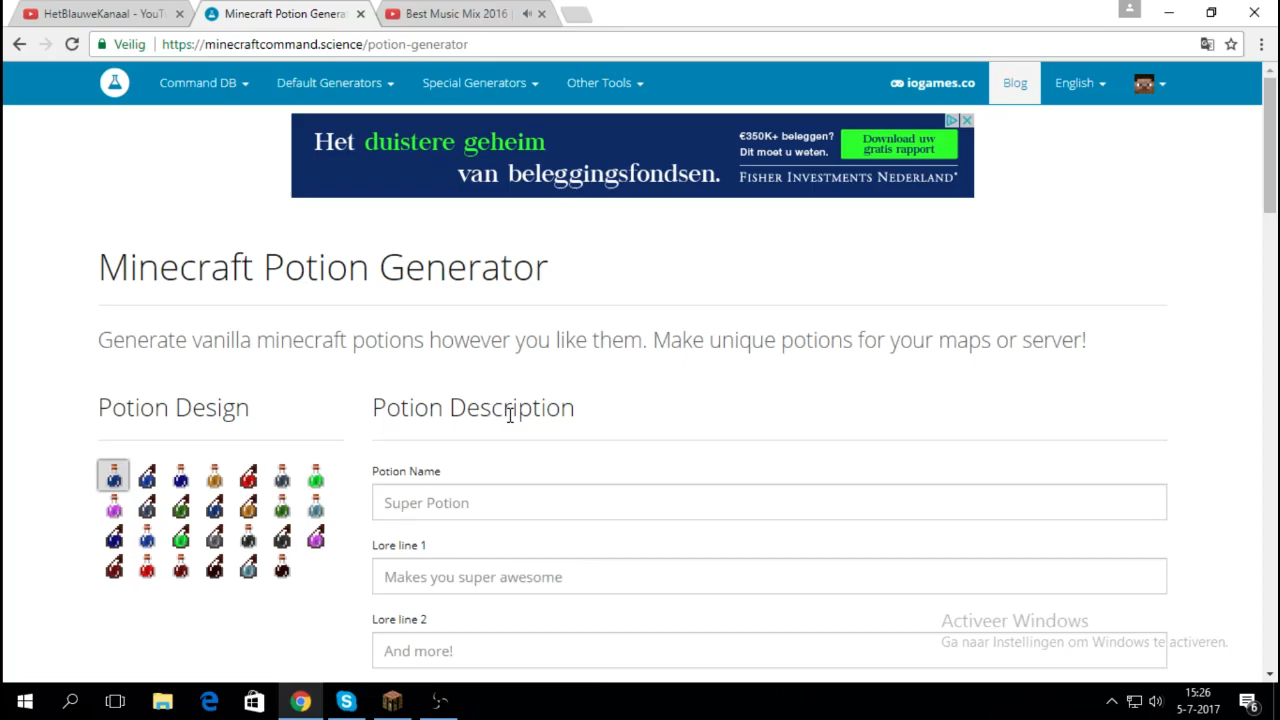 HetBlauweKanaal - YouT
Minecraft Potion Genera
Best Music Mix 2016
Veilig
https://minecraftcommand.science/potion-generator
Command DB
Default Generators
Special Generators
Other Tools
iogames.co
Blog
English
Het duistere geheim
van beleggingsfondsen.
€350K+ beleggen?
Dit moet u weten.
Download uw
gratis rapport
FISHER INVESTMENTS NEDERLAND*
Minecraft Potion Generator
Generate vanilla minecraft potions however you like them. Make unique potions for your maps or server!
Potion Design
Potion Description
Potion Name
Super Potion
Lore line 1
Makes you super awesome
Lore line 2
And more!
Activeer Windows
Ga naar Instellingen om Windows te activeren.
15:26
5-7-2017
6